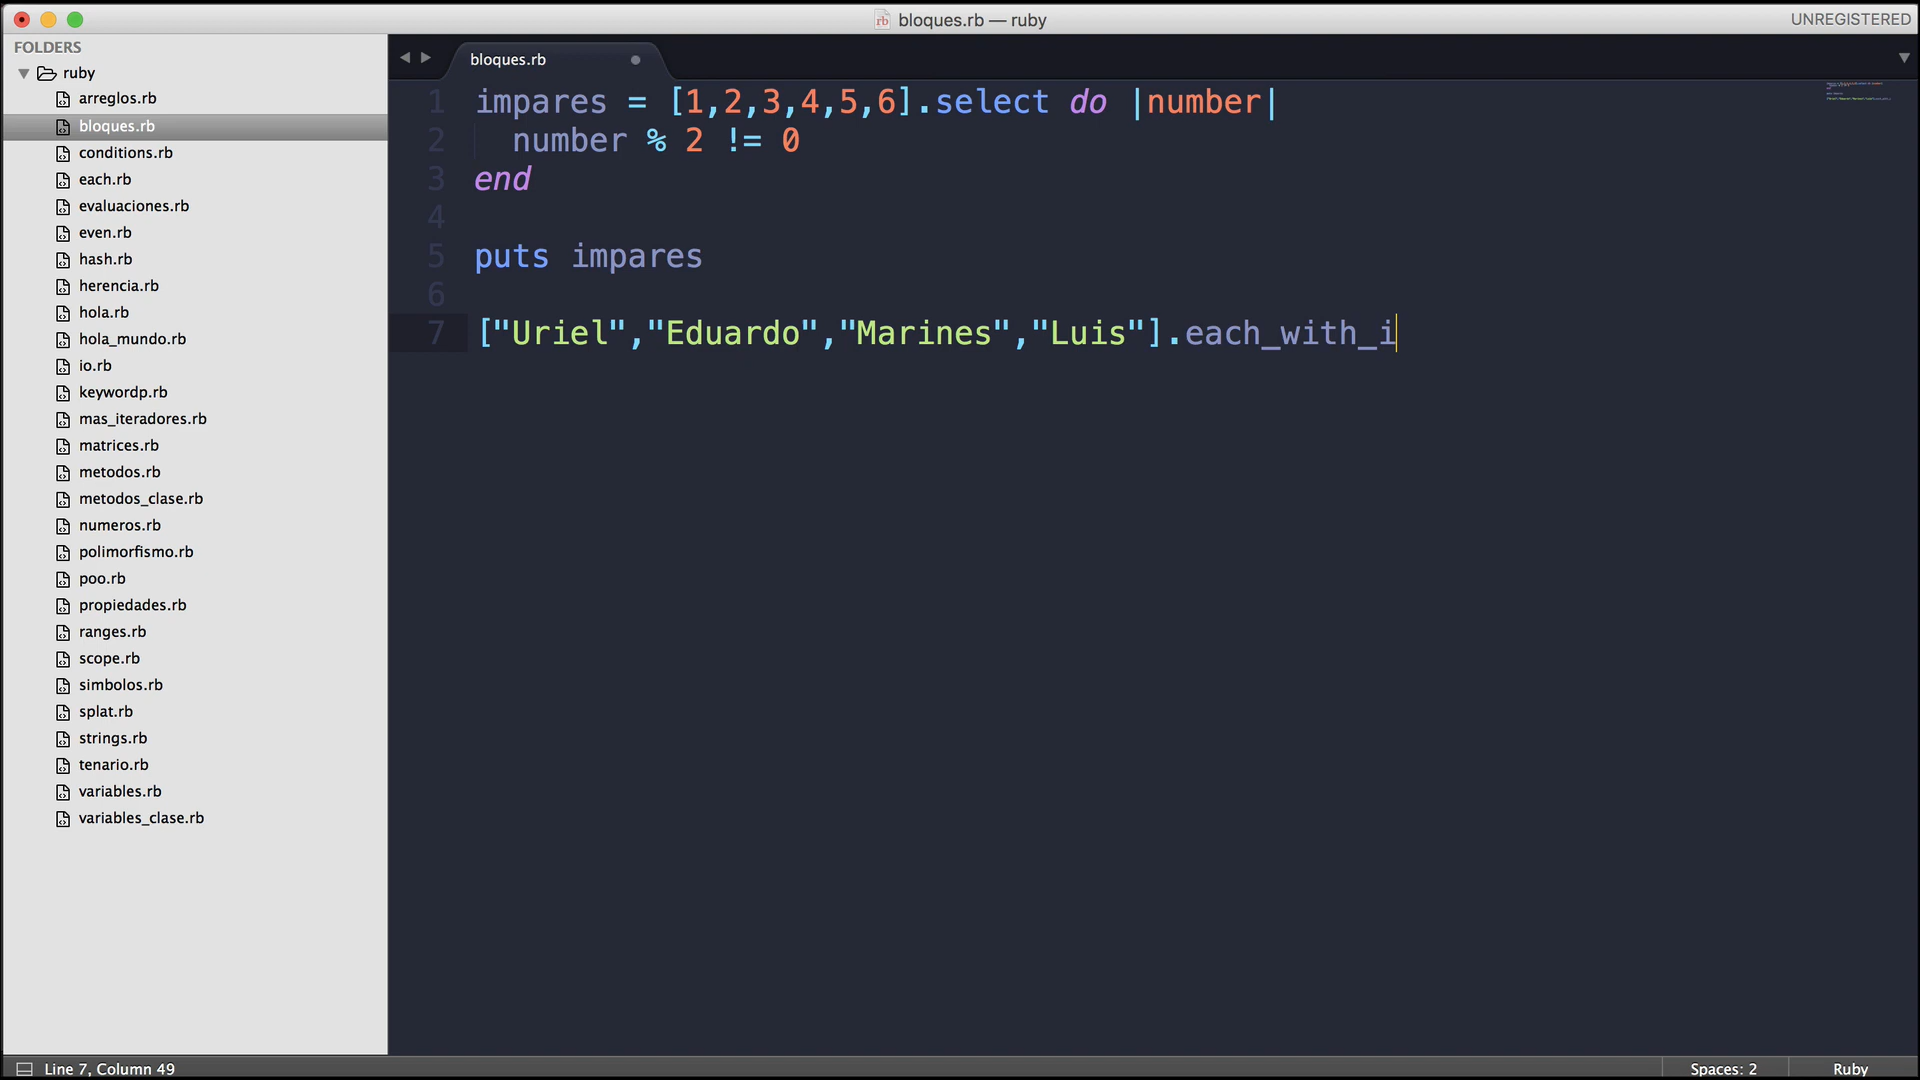 bloques.rb — ruby
UNREGISTERED
FOLDERS
ruby
arreglos.rb
bloques.rb
conditions.rb
each.rb
evaluaciones.rb
even.rb
hash.rb
herencia.rb
hola.rb
hola_mundo.rb
io.rb
keywordp.rb
mas_iteradores.rb
matrices.rb
metodos.rb
metodos_clase.rb
numeros.rb
polimorfismo.rb
poo.rb
propiedades.rb
ranges.rb
scope.rb
simbolos.rb
splat.rb
strings.rb
tenario.rb
variables.rb
variables_clase.rb
bloques.rb
1 impares = [1,2,3,4,5,6].select do |number|
2 number % 2 != 0
3 end
4
5 puts impares
6
7 ["Uriel","Eduardo","Marines","Luis"].each_with_i
Line 7, Column 49
Spaces: 2
Ruby